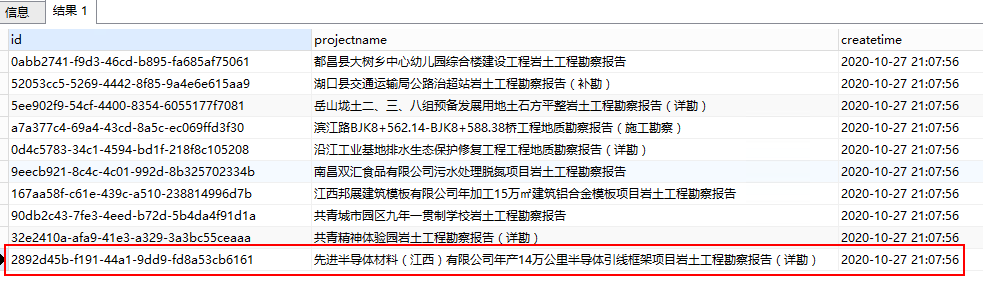 信息 结果 1
id projectname createtime
0abb2741-f9d3-46cd-b895-fa685af75061 都昌县大树乡中心幼儿园综合楼建设工程岩土工程勘察报告 2020-10-27 21:07:56
52053cc5-5269-4442-8f85-9a4e6e615aa9 湖口县交通运输局公路治超站岩土工程勘察报告（补勘） 2020-10-27 21:07:56
5ee902f9-54cf-4400-8354-6055177f7081 岳山垅土二、三、八组预备发展用地土石方平整岩土工程勘察报告（详勘） 2020-10-27 21:07:56
a7a377c4-69a4-43cd-8a5c-ec069ffd3f30 滨江路BJK8+562.14-BJK8+588.38桥工程地质勘察报告（施工勘察） 2020-10-27 21:07:56
0d4c5783-34c1-4594-bd1f-218f8c105208 沿江工业基地排水生态保护修复工程工程地质勘察报告（详勘） 2020-10-27 21:07:56
9eecb921-8c4c-4c01-992d-8b325702334b 南昌双汇食品有限公司污水处理脱氮项目岩土工程勘察报告 2020-10-27 21:07:56
167aa58f-c61e-439c-a510-238814996d7b 江西邦展建筑模板有限公司年加工15万㎡建筑铝合金模板项目岩土工程勘察报告 2020-10-27 21:07:56
90db2c43-7fe3-4eed-b72d-5b4da4f91d1a 共青城市园区九年一贯制学校岩土工程勘察报告 2020-10-27 21:07:56
32e2410a-afa9-41e3-a329-3a3bc55ceaaa 共青精神体验园岩土工程勘察报告（详勘） 2020-10-27 21:07:56
2892d45b-f191-44a1-9dd9-fd8a53cb6161 先进半导体材料（江西）有限公司年产14万公里半导体引线框架项目岩土工程勘察报告（详勘） 2020-10-27 21:07:56